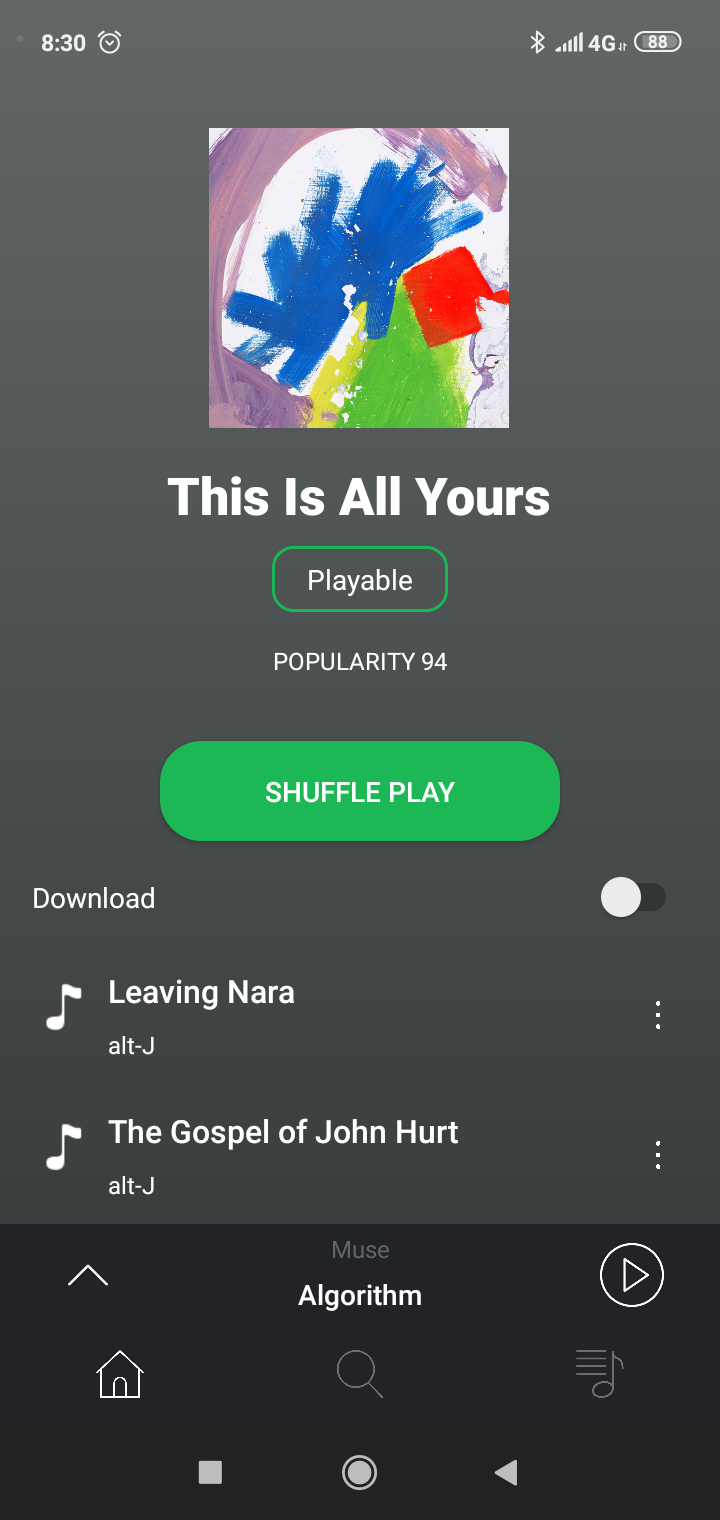 8:30 4G 88
This Is All Yours
Playable
POPULARITY 94
SHUFFLE PLAY
Download
Leaving Nara
alt-J
The Gospel of John Hurt
alt-J
Muse
Algorithm